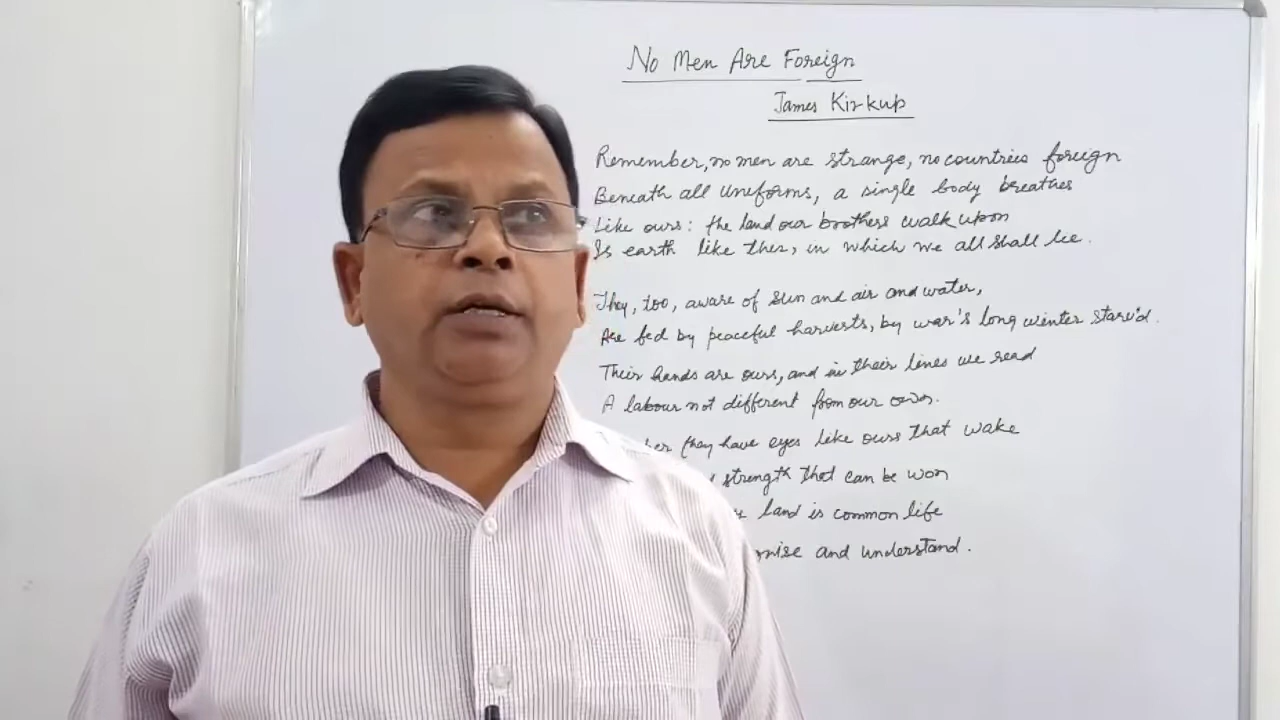 No Men Are Foreign
James Kirkup
Remember, no men are strange, no countries foreign
Beneath all uniforms, a single body breathes
Like ours: the land our brothers walk upon
Is earth like this, in which we all shall lie.
They, too, aware of sun and air and water,
Are fed by peaceful harvests, by war's long winter starv'd.
Their hands are ours, and in their lines we read
A labour not different from our own.
they have eyes like ours that wake
strength that can be won
land is common life
and understand.